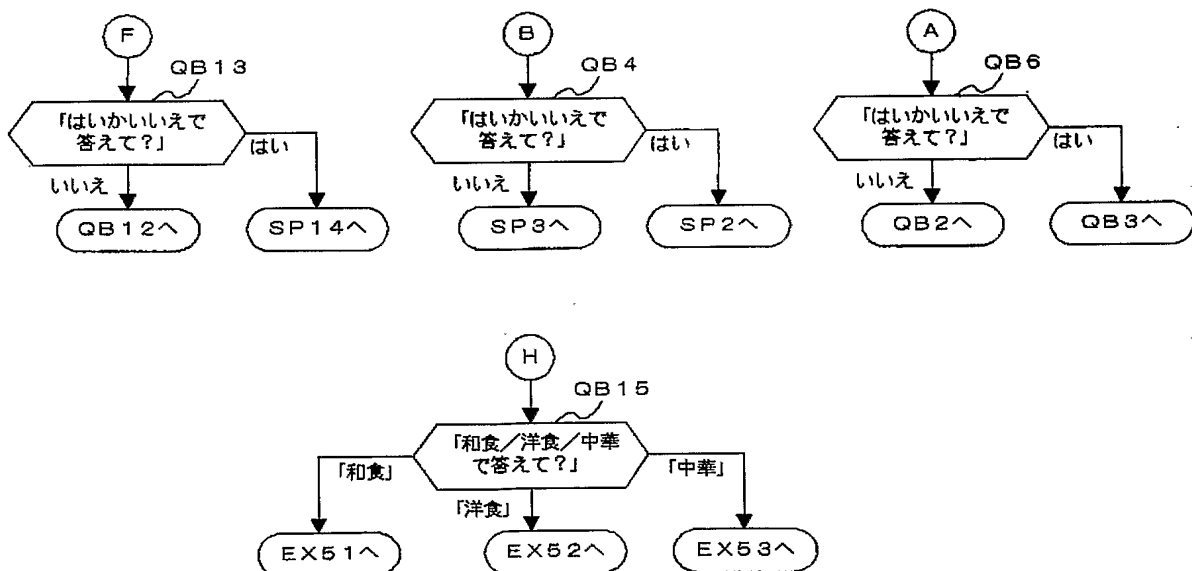 F
QB13
「はいかいいえで
答えて?」
はい
いいえ
QB12へ
SP14へ
B
QB4
「はいかいいえで
答えて?」
はい
いいえ
SP3へ
SP2へ
A
QB6
「はいかいいえで
答えて?」
はい
いいえ
QB2へ
QB3へ
H
QB15
「和食/洋食/中華
で答えて?」
「和食」
「中華」
「洋食」
EX51へ
EX52へ
EX53へ